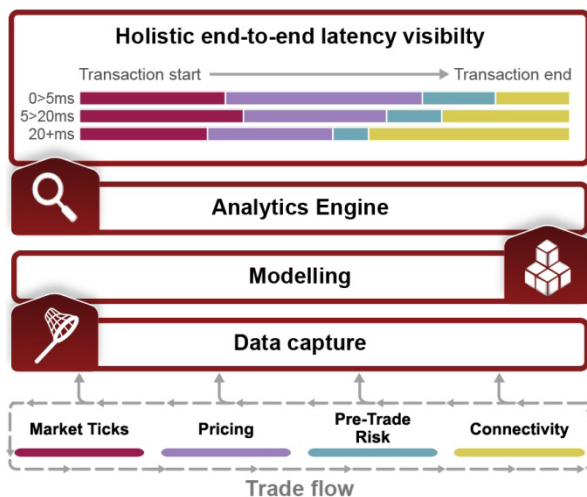 Holistic end-to-end latency visibilty
Transaction start
Transaction end
0>5ms
5>20ms
20+ms
Analytics Engine
Modelling
Data capture
Market Ticks
Pricing
Pre-Trade
Risk
Connectivity
Trade flow